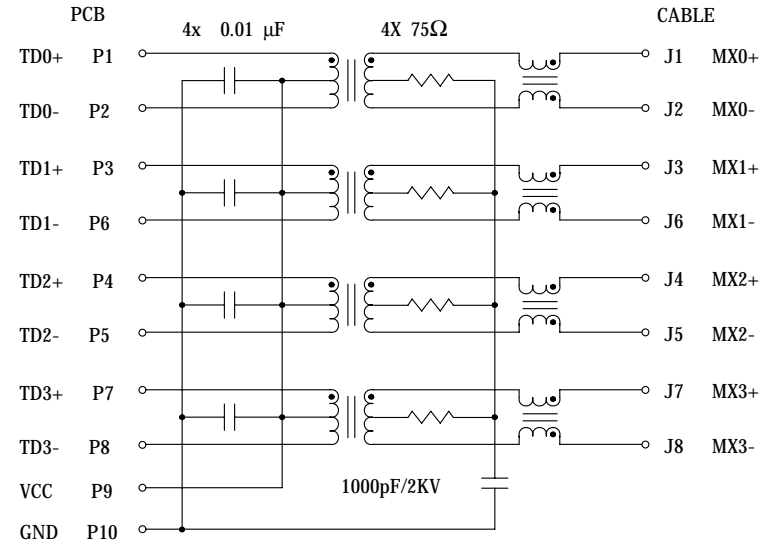 PCB CABLE
4x 0.01 μF 4X 75Ω
TD0+ P1 J1 MX0+
TD0- P2 J2 MX0-
TD1+ P3 J3 MX1+
TD1- P6 J6 MX1-
TD2+ P4 J4 MX2+
TD2- P5 J5 MX2-
TD3+ P7 J7 MX3+
TD3- P8 J8 MX3-
VCC P9 1000pF/2KV
GND P10